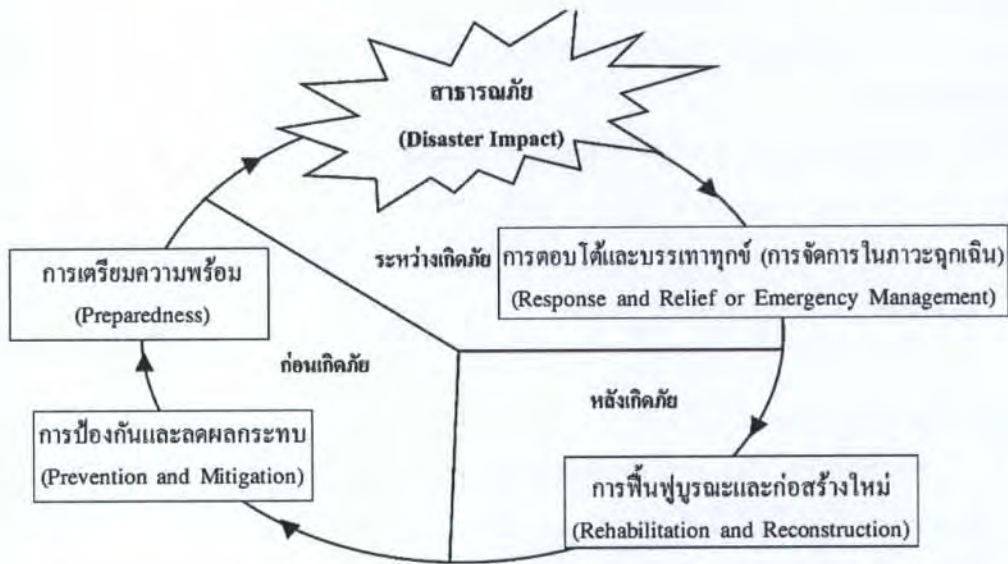 สาธารณภัย
(Disaster Impact)
ระหว่างเกิดภัย
การตอบโต้และบรรเทาทุกข์ (การจัดการในภาวะฉุกเฉิน)
(Response and Relief or Emergency Management)
การเตรียมความพร้อม
(Preparedness)
ก่อนเกิดภัย
หลังเกิดภัย
การป้องกันและลดผลกระทบ
(Prevention and Mitigation)
การฟื้นฟูบูรณะและก่อสร้างใหม่
(Rehabilitation and Reconstruction)